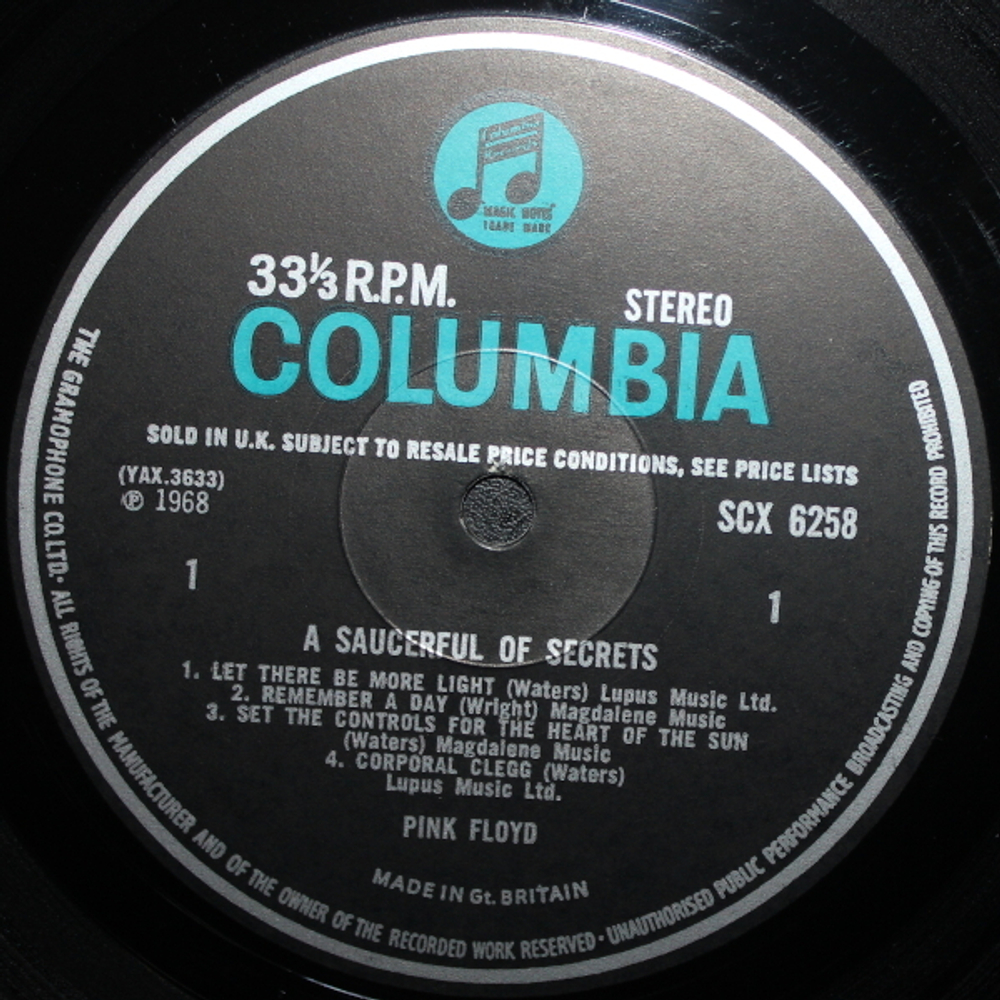 MAGIC NOTES
TRADE MARK
33⅓ R.P.M.
STEREO
COLUMBIA
SOLD IN U.K. SUBJECT TO RESALE PRICE CONDITIONS, SEE PRICE LISTS
(YAX.3633)
℗ 1968
SCX 6258
1
1
A SAUCERFUL OF SECRETS
1. LET THERE BE MORE LIGHT (Waters) Lupus Music Ltd.
2. REMEMBER A DAY (Wright) Magdalene Music
3. SET THE CONTROLS FOR THE HEART OF THE SUN
(Waters) Magdalene Music
4. CORPORAL CLEGG (Waters)
Lupus Music Ltd.
PINK FLOYD
MADE IN Gt. BRITAIN
THE GRAMOPHONE CO. LTD. · ALL RIGHTS OF THE MANUFACTURER AND OF THE OWNER OF THE RECORDED WORK RESERVED · UNAUTHORISED PUBLIC PERFORMANCE BROADCASTING AND COPYING OF THIS RECORD PROHIBITED